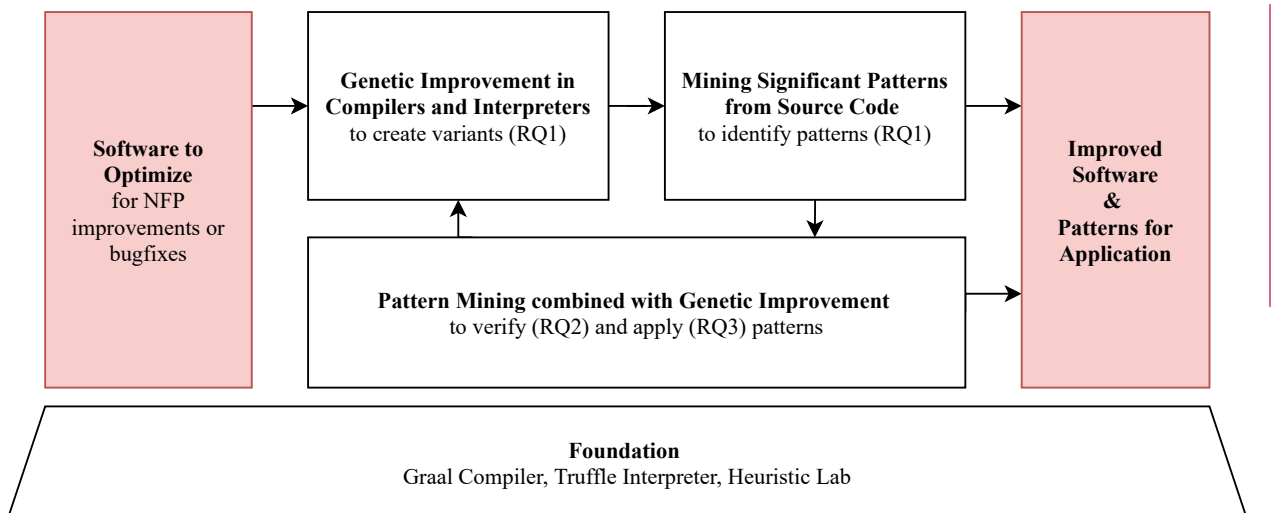 Software to
Optimize
for NFP
improvements or
bugfixes
Genetic Improvement in
Compilers and Interpreters
to create variants (RQ1)
Mining Significant Patterns
from Source Code
to identify patterns (RQ1)
Pattern Mining combined with Genetic Improvement
to verify (RQ2) and apply (RQ3) patterns
Improved
Software
&
Patterns for
Application
Foundation
Graal Compiler, Truffle Interpreter, Heuristic Lab